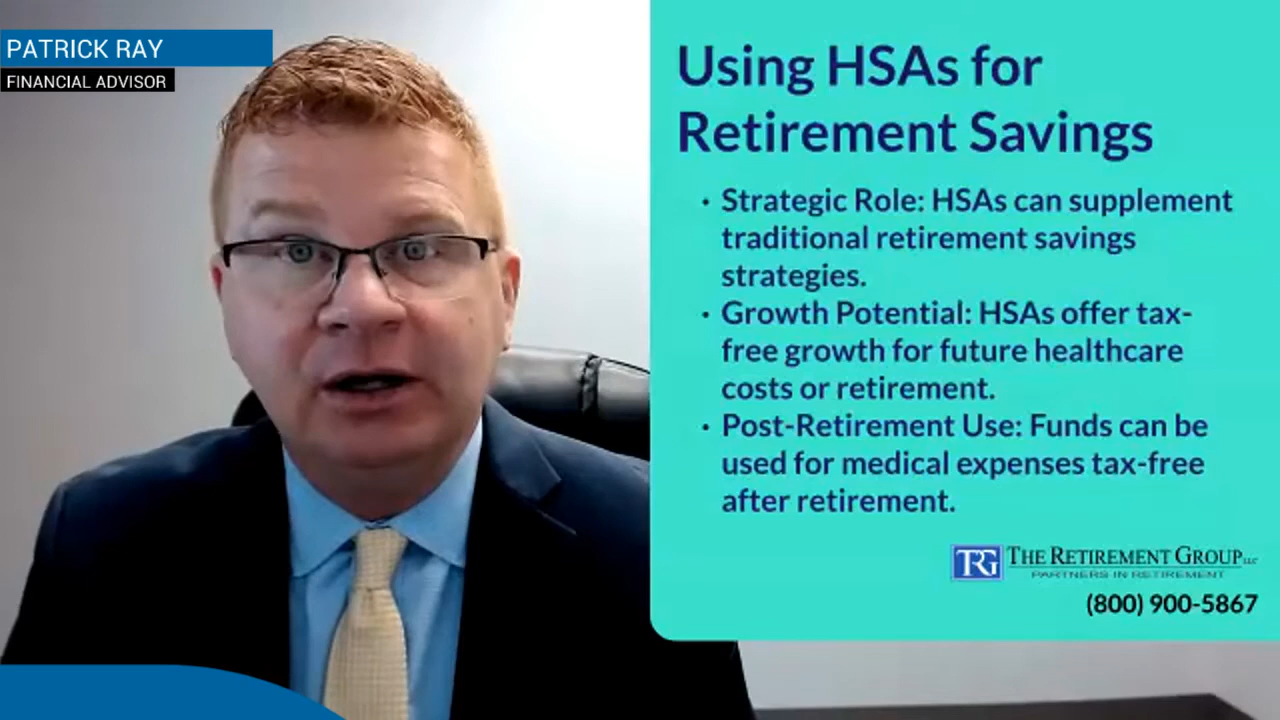 PATRICK RAY
FINANCIAL ADVISOR
Using HSAs for
Retirement Savings
· Strategic Role: HSAs can supplement
traditional retirement savings
strategies.
· Growth Potential: HSAs offer tax-
free growth for future healthcare
costs or retirement.
· Post-Retirement Use: Funds can be
used for medical expenses tax-free
after retirement.
TRG THE RETIREMENT GROUP LLC
PARTNERS IN RETIREMENT
(800) 900-5867